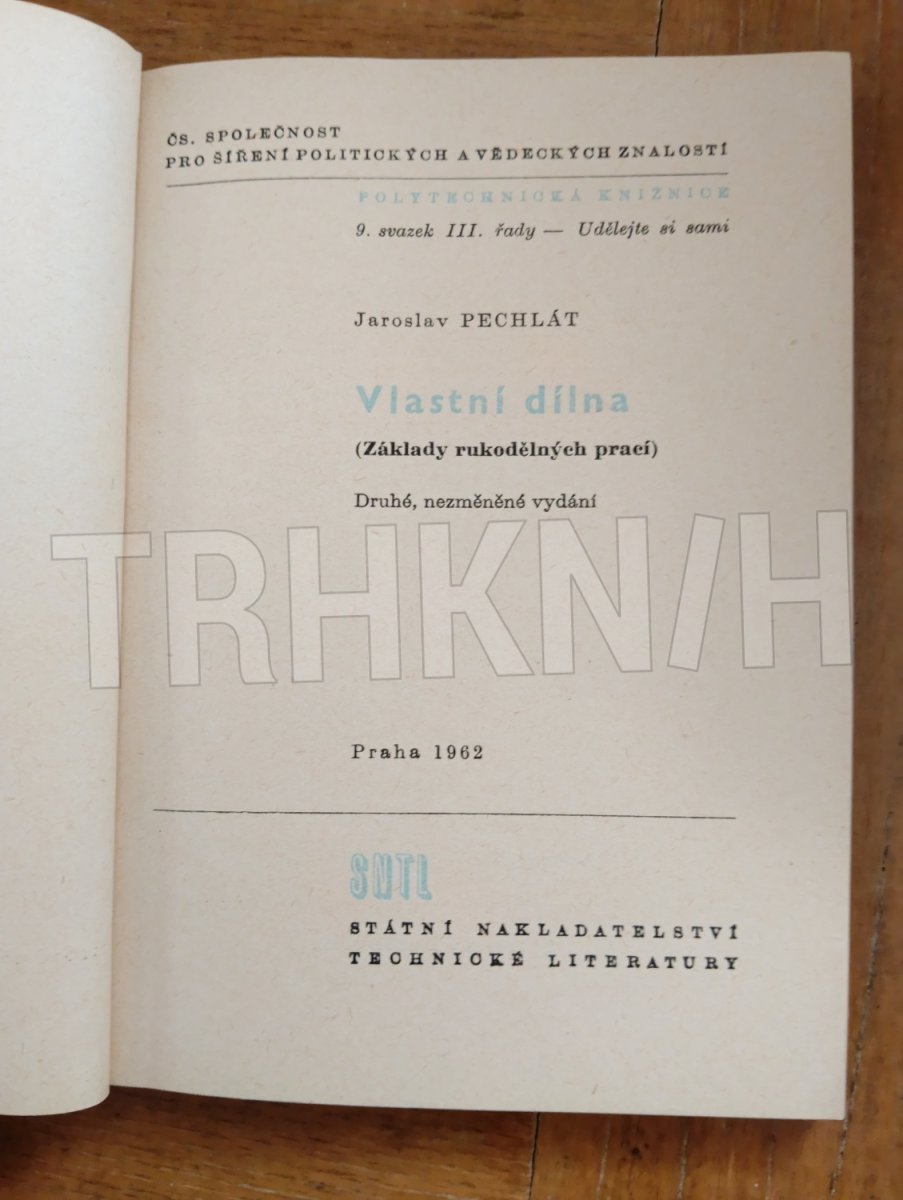 ČS. SPOLEČNOST
PRO ŠÍŘENÍ POLITICKÝCH A VĚDECKÝCH ZNALOSTÍ
POLYTECHNICKÁ KNIŽNICE
9. svazek III. řady — Udělejte si sami
Jaroslav PECHLÁT
Vlastní dílna
(Základy rukodělných prací)
Druhé, nezměněné vydání
TRHKN/H
Praha 1962
SNTL
STÁTNÍ NAKLADATELSTVÍ
TECHNICKÉ LITERATURY